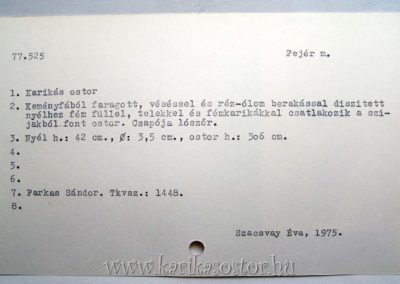 77.525 Fejér m.
1. Karikás ostor
2. Keményfából faragott, véséssel és réz-ólom berakással diszitett
nyélhez fém füllel, telekkel és fémkarikákkal csatlakozik a szi-
jakból font ostor. Csapója lószőr.
3. Nyél h.: 42 cm., Ø: 3,5 cm., ostor h.: 306 cm.
4.
5.
6.
7. Farkas Sándor. Tkvsz.: 1448.
8.
Szacsvay Éva, 1975.
www.karikasostor.hu